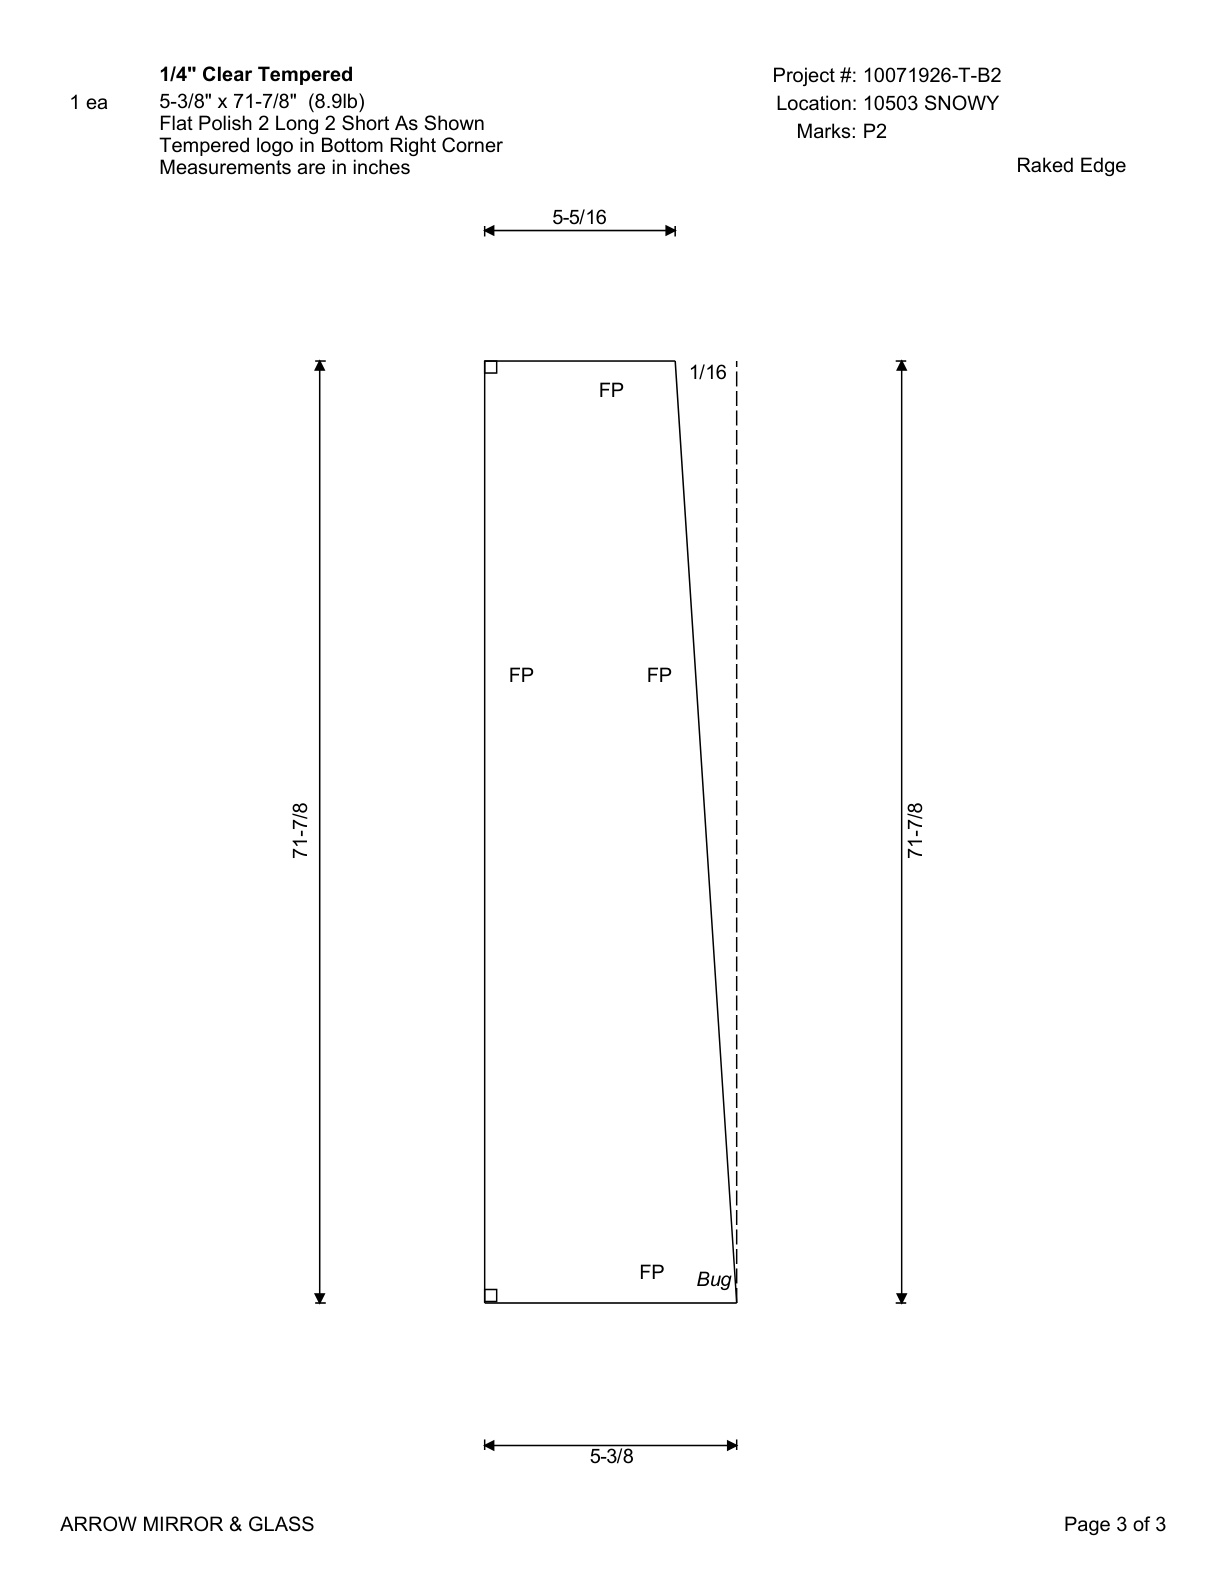 1/4" Clear Tempered
1 ea
5-3/8" x 71-7/8" (8.9lb)
Flat Polish 2 Long 2 Short As Shown
Tempered logo in Bottom Right Corner
Measurements are in inches
Project #: 10071926-T-B2
Location: 10503 SNOWY
Marks: P2
Raked Edge
5-5/16
1/16
FP
FP
FP
71-7/8
71-7/8
FP
Bug
5-3/8
ARROW MIRROR & GLASS
Page 3 of 3